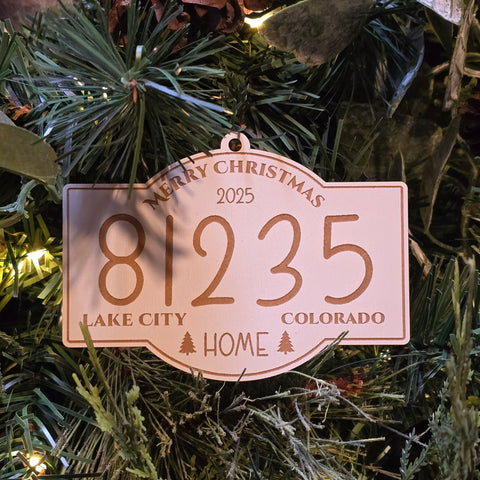 MERRY CHRISTMAS
2025
81235
LAKE CITY COLORADO
HOME